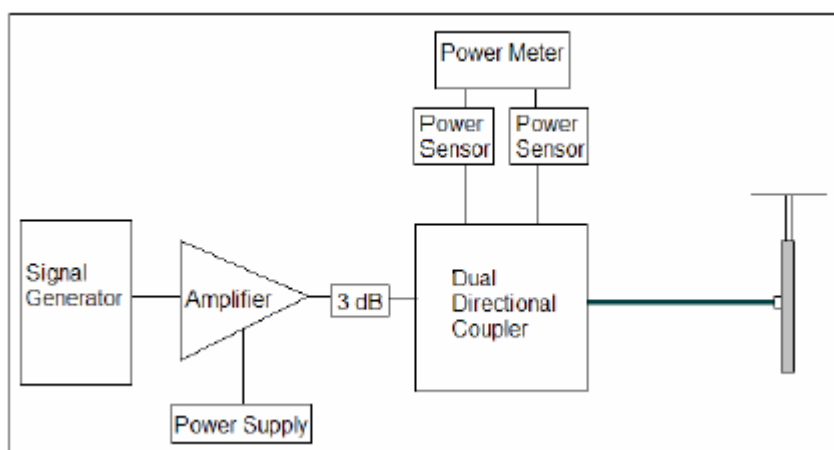 Power Meter
Power
Sensor
Power
Sensor
Signal
Generator
Amplifier
3 dB
Dual
Directional
Coupler
Power Supply